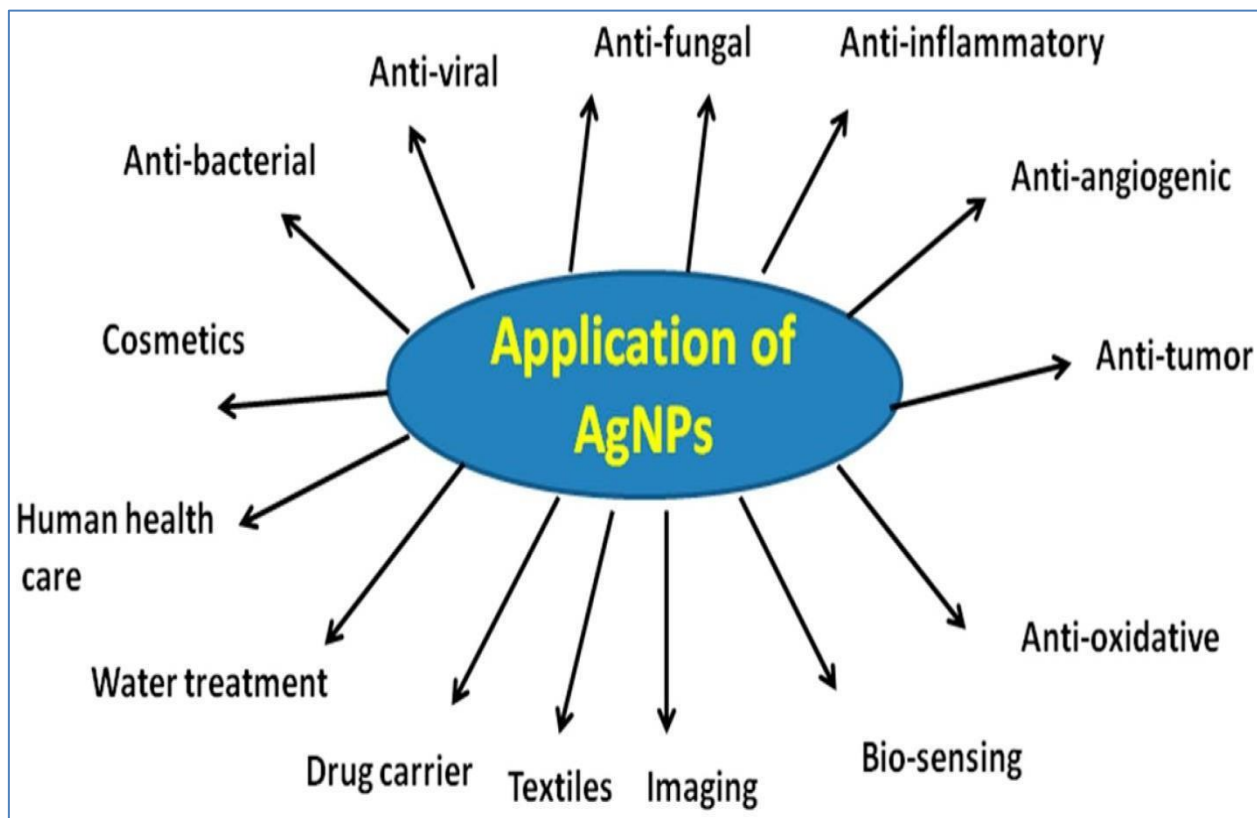 Anti-fungal
Anti-inflammatory
Anti-viral
Anti-bacterial
Anti-angiogenic
Application of
AgNPs
Cosmetics
Anti-tumor
Human health
care
Anti-oxidative
Water treatment
Bio-sensing
Drug carrier
Textiles
Imaging